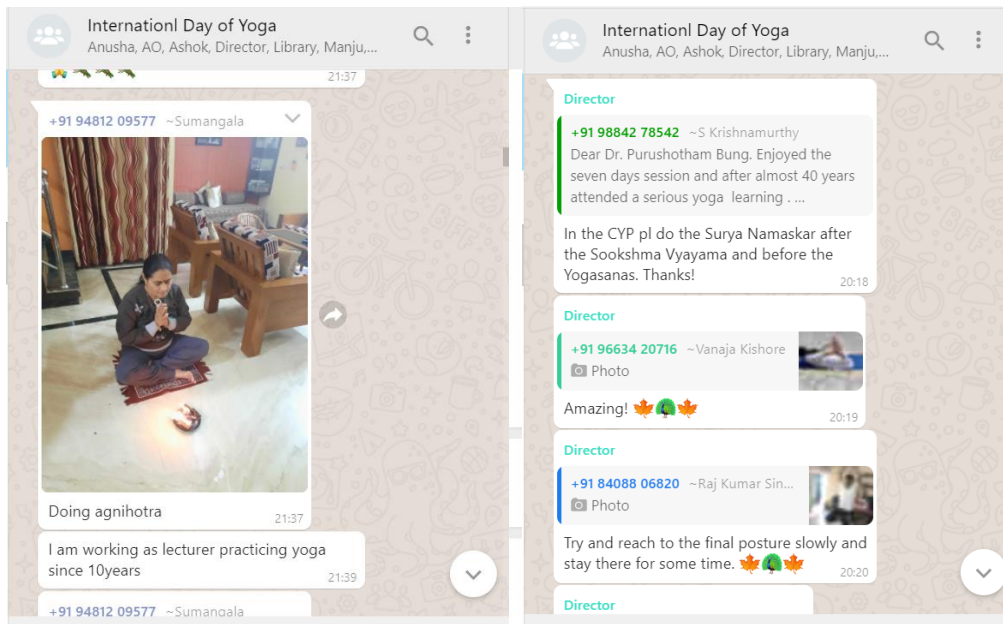 Internationl Day of Yoga
Anusha, AO, Ashok, Director, Library, Manju,...
21:37
+91 94812 09577 ~Sumangala
Doing agnihotra
21:37
I am working as lecturer practicing yoga
since 10years
21:39
+91 94812 09577 ~Sumangala
Internationl Day of Yoga
Anusha, AO, Ashok, Director, Library, Manju,...
Director
+91 98842 78542 ~S Krishnamurthy
Dear Dr. Purushotham Bung. Enjoyed the
seven days session and after almost 40 years
attended a serious yoga learning . ...
In the CYP pl do the Surya Namaskar after
the Sookshma Vyayama and before the
Yogasanas. Thanks!
20:18
Director
+91 96634 20716 ~Vanaja Kishore
Photo
Amazing! 🍁🦚🍁
20:19
Director
+91 84088 06820 ~Raj Kumar Sin...
Photo
Try and reach to the final posture slowly and
stay there for some time. 🍁🦚🍁
20:20
Director